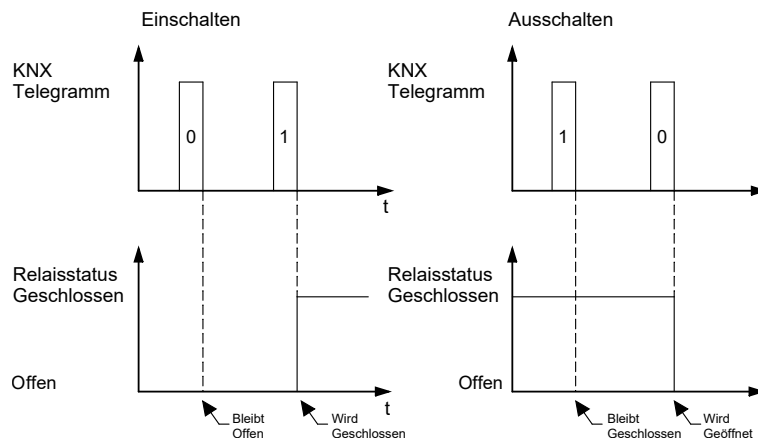 Einschalten
KNX
Telegramm
0
1
t
Relaisstatus
Geschlossen
Offen
t
Bleibt
Offen
Wird
Geschlossen
Ausschalten
KNX
Telegramm
1
0
Relaisstatus
Geschlossen
Offen
Bleibt
Geschlossen
Wird
Geöffnet